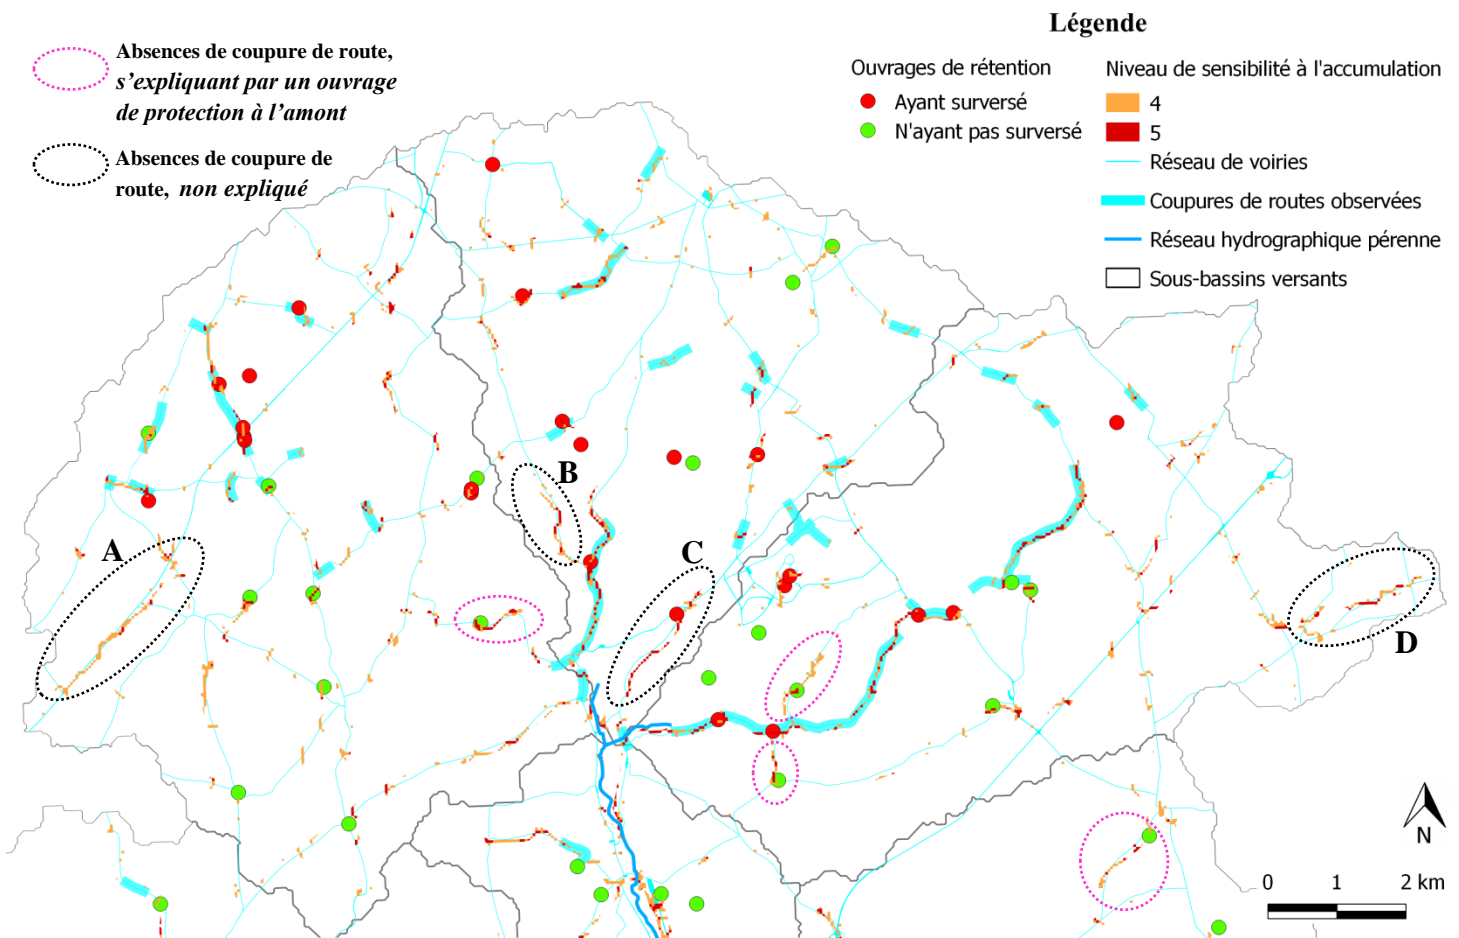 Légende
Absences de coupure de route,
s’expliquant par un ouvrage
de protection à l’amont
Absences de coupure de
route, non expliqué
Ouvrages de rétention
Ayant surversé
N'ayant pas surversé
Niveau de sensibilité à l'accumulation
4
5
Réseau de voiries
Coupures de routes observées
Réseau hydrographique pérenne
Sous-bassins versants
A
B
C
D
N
0 1 2 km